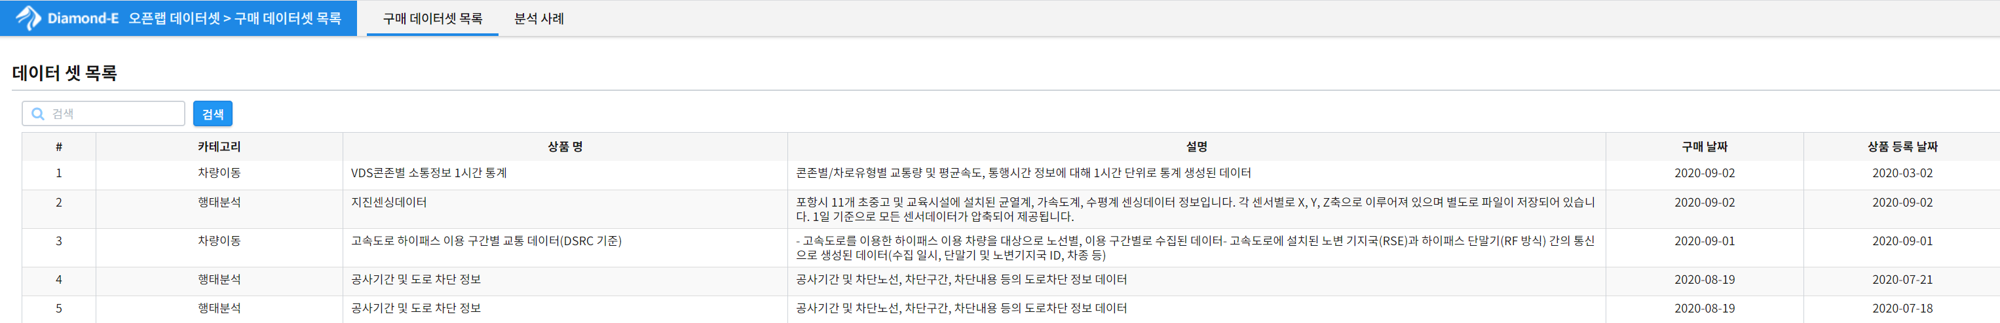 Diamond-E 오픈랩 데이터셋 > 구매 데이터셋 목록 구매 데이터셋 목록 분석 사례
데이터 셋 목록
검색 검색
# 카테고리 상품 명 설명 구매 날짜 상품 등록 날짜
1 차량이동 VDS콘존별 소통정보 1시간 통계 콘존별/차로유형별 교통량 및 평균속도, 통행시간 정보에 대해 1시간 단위로 통계 생성된 데이터 2020-09-02 2020-03-02
2 행태분석 지진센싱데이터 포항시 11개 초중고 및 교육시설에 설치된 균열계, 가속도계, 수평계 센싱데이터 정보입니다. 각 센서별로 X, Y, Z축으로 이루어져 있으며 별도로 파일이 저장되어 있습니 2020-09-02 2020-09-02
다. 1일 기준으로 모든 센서데이터가 압축되어 제공됩니다.
3 차량이동 고속도로 하이패스 이용 구간별 교통 데이터(DSRC 기준) - 고속도로를 이용한 하이패스 이용 차량을 대상으로 노선별, 이용 구간별로 수집된 데이터- 고속도로에 설치된 노변 기지국(RSE)과 하이패스 단말기(RF 방식) 간의 통신 2020-09-01 2020-09-01
으로 생성된 데이터(수집 일시, 단말기 및 노변기지국 ID, 차종 등)
4 행태분석 공사기간 및 도로 차단 정보 공사기간 및 차단노선, 차단구간, 차단내용 등의 도로차단 정보 데이터 2020-08-19 2020-07-21
5 행태분석 공사기간 및 도로 차단 정보 공사기간 및 차단노선, 차단구간, 차단내용 등의 도로차단 정보 데이터 2020-08-19 2020-07-18